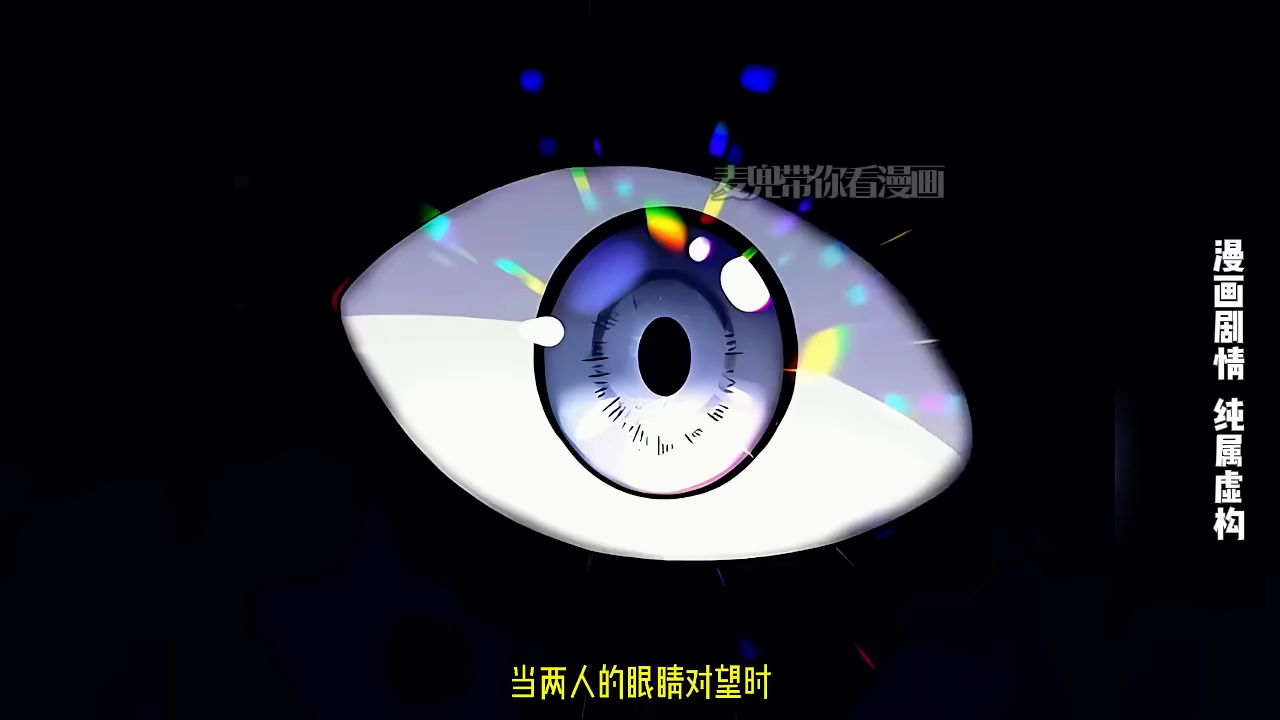 麦兜带你看漫画
漫画剧情 纯属虚构
当两人的眼睛对望时